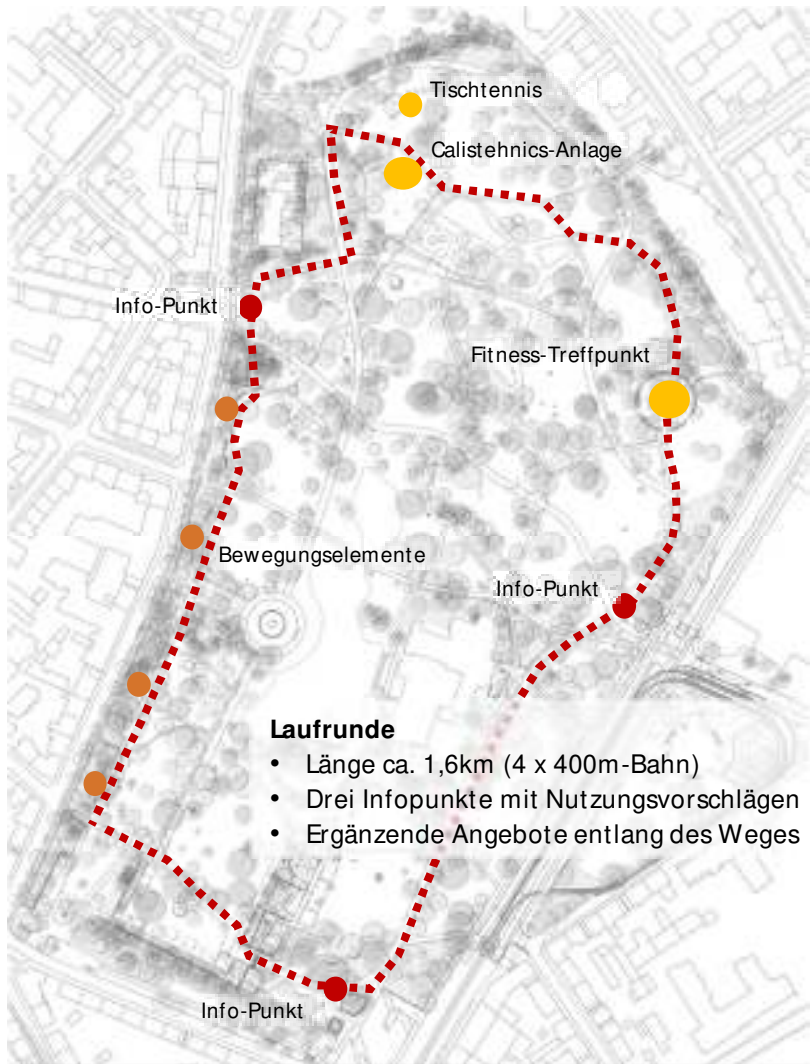 Tischtennis
Calistehnics-Anlage
Info-Punkt
Fitness-Treffpunkt
Bewegungselemente
Info-Punkt
Laufrunde
• Länge ca. 1,6km (4 x 400m-Bahn)
• Drei Infopunkte mit Nutzungsvorschlägen
• Ergänzende Angebote entlang des Weges
Info-Punkt